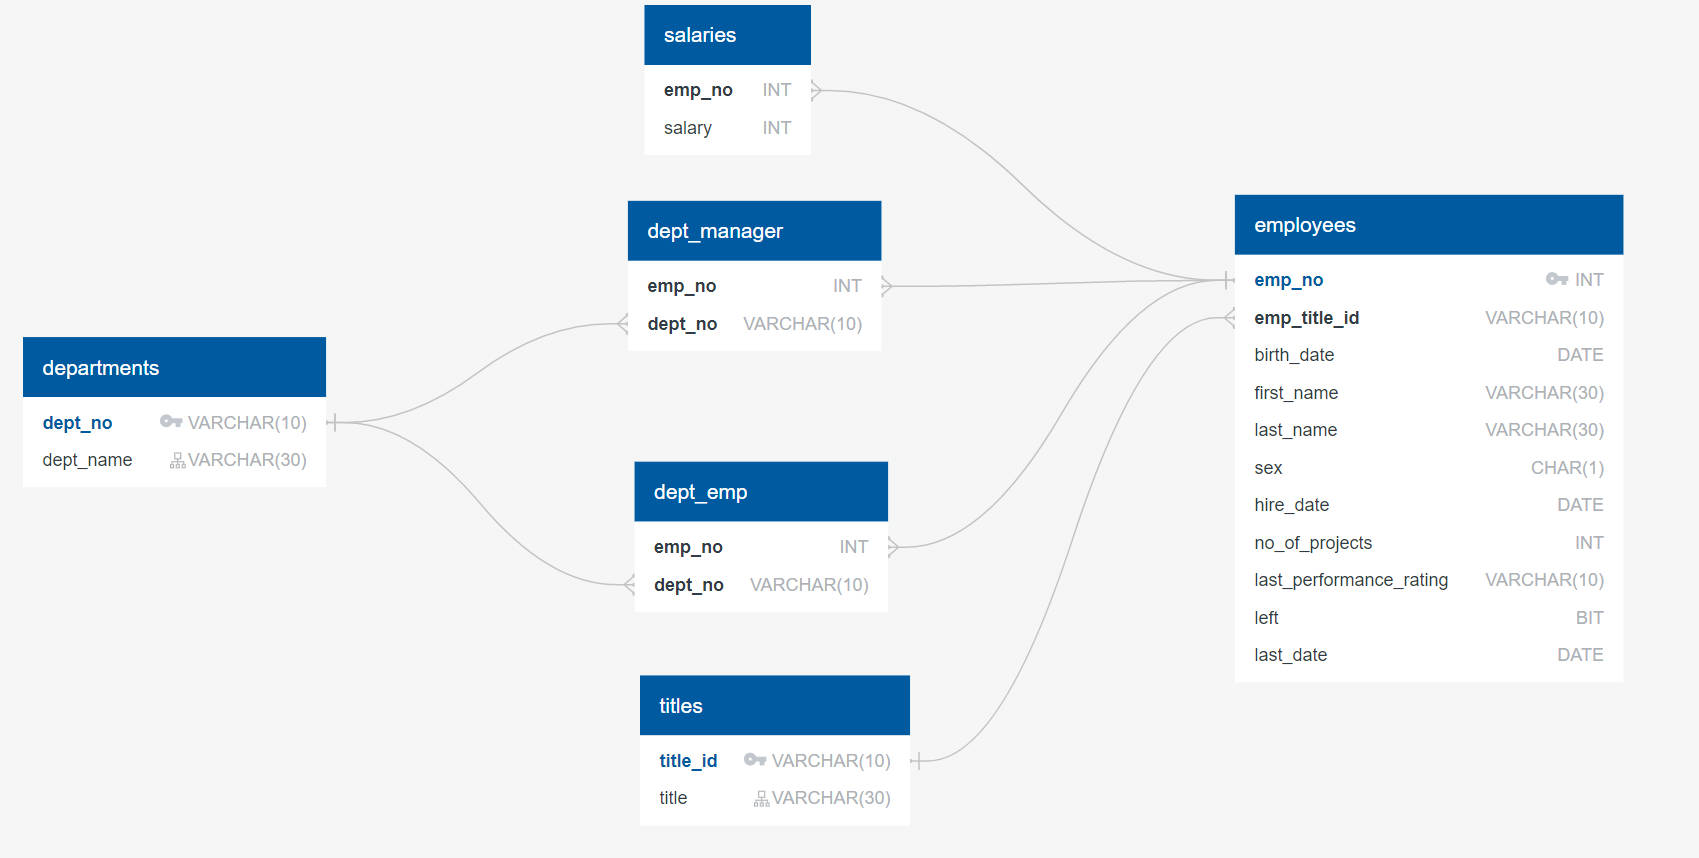 salaries
emp_no INT
salary INT
dept_manager
emp_no INT
dept_no VARCHAR(10)
employees
emp_no INT
emp_title_id VARCHAR(10)
birth_date DATE
first_name VARCHAR(30)
last_name VARCHAR(30)
sex CHAR(1)
hire_date DATE
no_of_projects INT
last_performance_rating VARCHAR(10)
left BIT
last_date DATE
departments
dept_no VARCHAR(10)
dept_name VARCHAR(30)
dept_emp
emp_no INT
dept_no VARCHAR(10)
titles
title_id VARCHAR(10)
title VARCHAR(30)